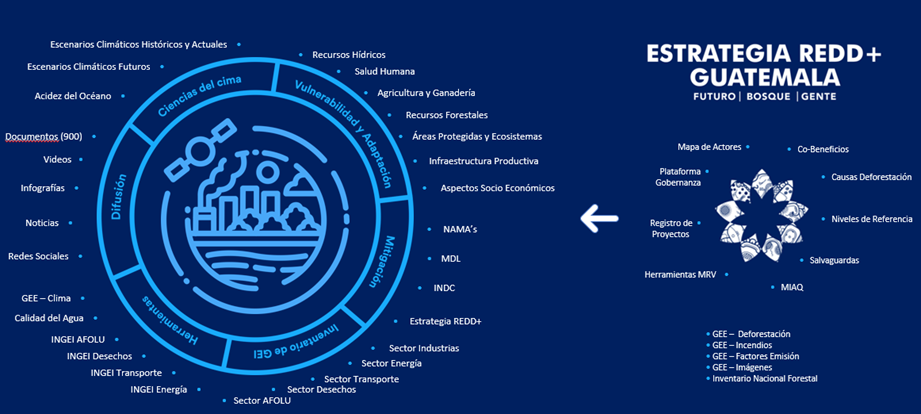 Escenarios Climáticos Históricos y Actuales
Escenarios Climáticos Futuros
Acidez del Océano
Documentos (900)
Videos
Infografías
Noticias
Redes Sociales
GEE – Clima
Calidad del Agua
INGEI AFOLU
INGEI Desechos
INGEI Transporte
INGEI Energía
Sector AFOLU
Sector Desechos
Sector Transporte
Sector Energía
Sector Industrias
Estrategia REDD+
INDC
MDL
NAMA´s
Aspectos Socio Económicos
Infraestructura Productiva
Áreas Protegidas y Ecosistemas
Recursos Forestales
Agricultura y Ganadería
Salud Humana
Recursos Hídricos
Ciencias del cima
Vulnerabilidad y Adaptación
Mitigación
Inventario de GEI
Herramientas
Difusión
ESTRATEGIA REDD+
GUATEMALA
FUTURO | BOSQUE | GENTE
Mapa de Actores
Co-Beneficios
Plataforma
Gobernanza
Causas Deforestación
Registro de
Proyectos
Niveles de Referencia
Herramientas MRV
Salvaguardas
MIAQ
GEE – Deforestación
GEE – Incendios
GEE – Factores Emisión
GEE – Imágenes
Inventario Nacional Forestal